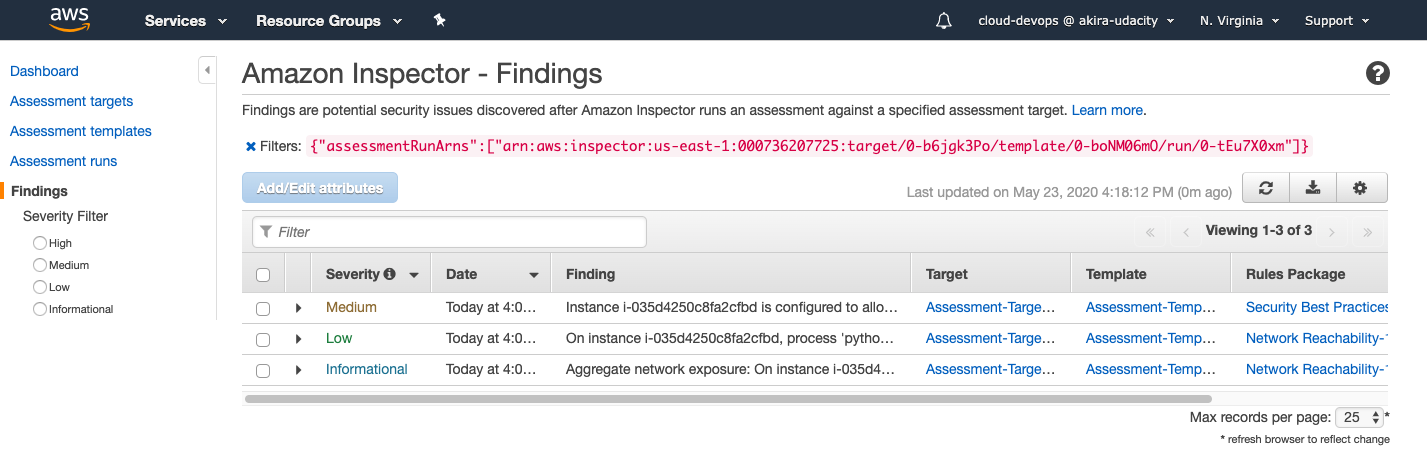 aws Services Resource Groups cloud-devops @ akira-udacity N. Virginia Support
Dashboard
Assessment targets
Assessment templates
Assessment runs
Findings
Severity Filter
High
Medium
Low
Informational
Amazon Inspector - Findings ?
Findings are potential security issues discovered after Amazon Inspector runs an assessment against a specified assessment target. Learn more.
Filters: {"assessmentRunArns":["arn:aws:inspector:us-east-1:000736207725:target/0-b6jgk3Po/template/0-boNM06mO/run/0-tEu7X0xm"]}
Add/Edit attributes Last updated on May 23, 2020 4:18:12 PM (0m ago)
Filter « ‹ Viewing 1-3 of 3 › »
Severity Date Finding Target Template Rules Package
Medium Today at 4:0... Instance i-035d4250c8fa2cfbd is configured to allo... Assessment-Targe... Assessment-Temp... Security Best Practices
Low Today at 4:0... On instance i-035d4250c8fa2cfbd, process 'pytho... Assessment-Targe... Assessment-Temp... Network Reachability-1
Informational Today at 4:0... Aggregate network exposure: On instance i-035d4... Assessment-Targe... Assessment-Temp... Network Reachability-1
Max records per page: 25 *
* refresh browser to reflect change